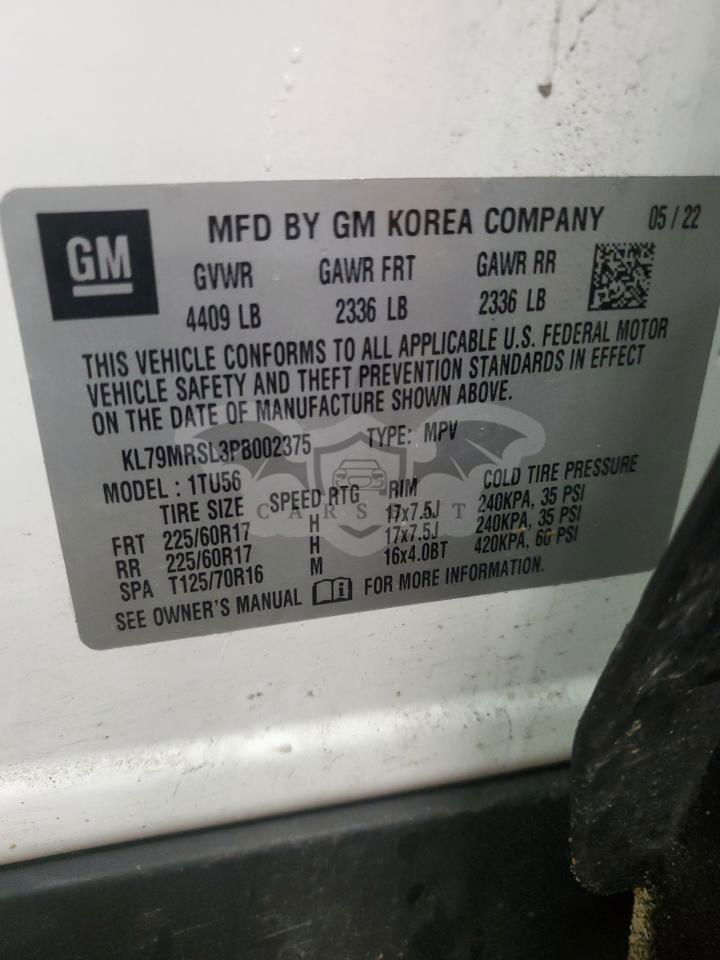 GM
MFD BY GM KOREA COMPANY 05 / 22
GVWR GAWR FRT GAWR RR
4409 LB 2336 LB 2336 LB
THIS VEHICLE CONFORMS TO ALL APPLICABLE U.S. FEDERAL MOTOR
VEHICLE SAFETY AND THEFT PREVENTION STANDARDS IN EFFECT
ON THE DATE OF MANUFACTURE SHOWN ABOVE.
KL79MRSL3PB002375 TYPE: MPV
MODEL : 1TU56
TIRE SIZE SPEED RTG RIM COLD TIRE PRESSURE
FRT 225/60R17 H 17x7.5J 240KPA, 35 PSI
RR 225/60R17 H 17x7.5J 240KPA, 35 PSI
SPA T125/70R16 M 16x4.0BT 420KPA, 60 PSI
SEE OWNER'S MANUAL i FOR MORE INFORMATION.